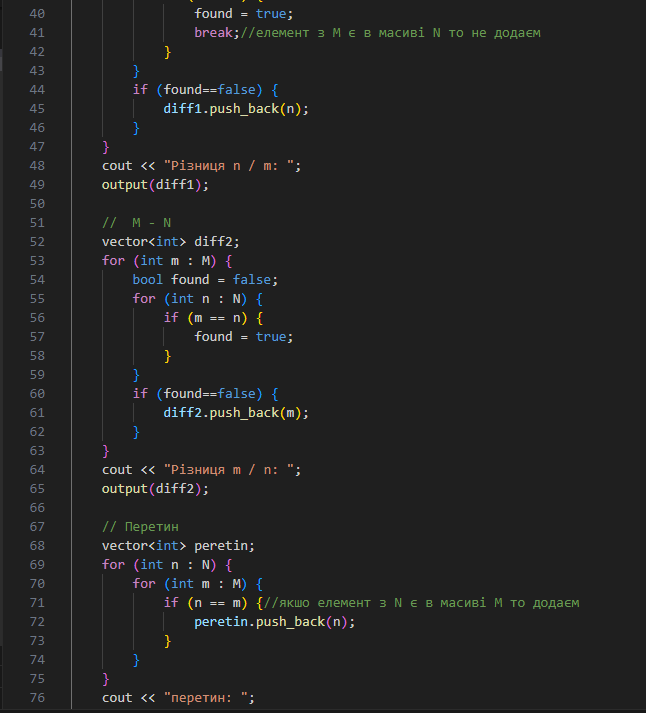 40 found = true;
41 break;//елемент з M є в масиві N то не додаєм
42 }
43 }
44 if (found==false) {
45 diff1.push_back(n);
46 }
47 }
48 cout << "Різниця n / m: ";
49 output(diff1);
50
51 //  M - N
52 vector<int> diff2;
53 for (int m : M) {
54 bool found = false;
55 for (int n : N) {
56 if (m == n) {
57 found = true;
58 }
59 }
60 if (found==false) {
61 diff2.push_back(m);
62 }
63 }
64 cout << "Різниця m / n: ";
65 output(diff2);
66
67 // Перетин
68 vector<int> peretin;
69 for (int n : N) {
70 for (int m : M) {
71 if (n == m) {//якшо елемент з N є в масиві M то додаєм
72 peretin.push_back(n);
73 }
74 }
75 }
76 cout << "перетин: ";